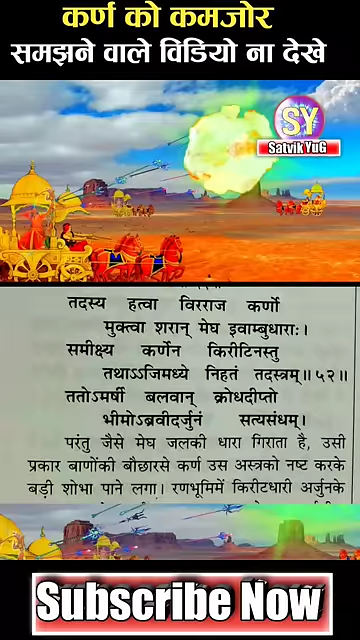 कर्ण को कमजोर
समझने वाले विडियो ना देखे
SY
Satvik YuG
तदस्य हत्वा विरराज कर्णो
मुक्त्वा शरान् मेघ इवाम्बुधाराः।
समीक्ष्य कर्णेन किरीटिनस्तु
तथाऽऽजिमध्ये निहतं तदस्त्रम्॥५२॥
ततोऽमर्षी बलवान् क्रोधदीप्तो
भीमोऽब्रवीदर्जुनं सत्यसंधम्।
परंतु जैसे मेघ जलकी धारा गिराता है, उसी
प्रकार बाणोंकी बौछारसे कर्ण उस अस्त्रको नष्ट करके
बड़ी शोभा पाने लगा। रणभूमिमें किरीटधारी अर्जुनके
Subscribe Now